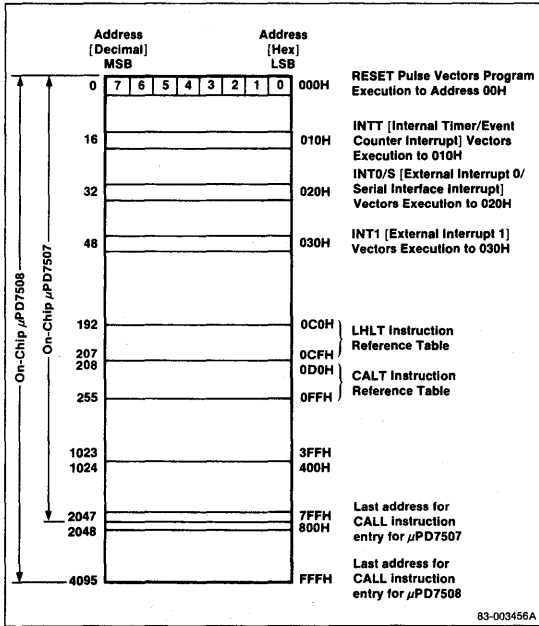 Address Address
[Decimal] [Hex]
MSB LSB
0 7 6 5 4 3 2 1 0 000H RESET Pulse Vectors Program
Execution to Address 00H
16 010H INTT [Internal Timer/Event
Counter Interrupt] Vectors
Execution to 010H
32 020H INT0/S [External Interrupt 0/
Serial Interface Interrupt]
Vectors Execution to 020H
48 030H INT1 [External Interrupt 1]
Vectors Execution to 030H
On-Chip µPD7508
On-Chip µPD7507
192 0C0H LHLT Instruction
207 0CFH Reference Table
208 0D0H CALT Instruction
255 0FFH Reference Table
1023 3FFH
1024 400H
2047 7FFH Last address for
2048 800H CALL instruction
entry for µPD7507
4095 FFFH Last address for
CALL instruction
entry for µPD7508
83-003456A